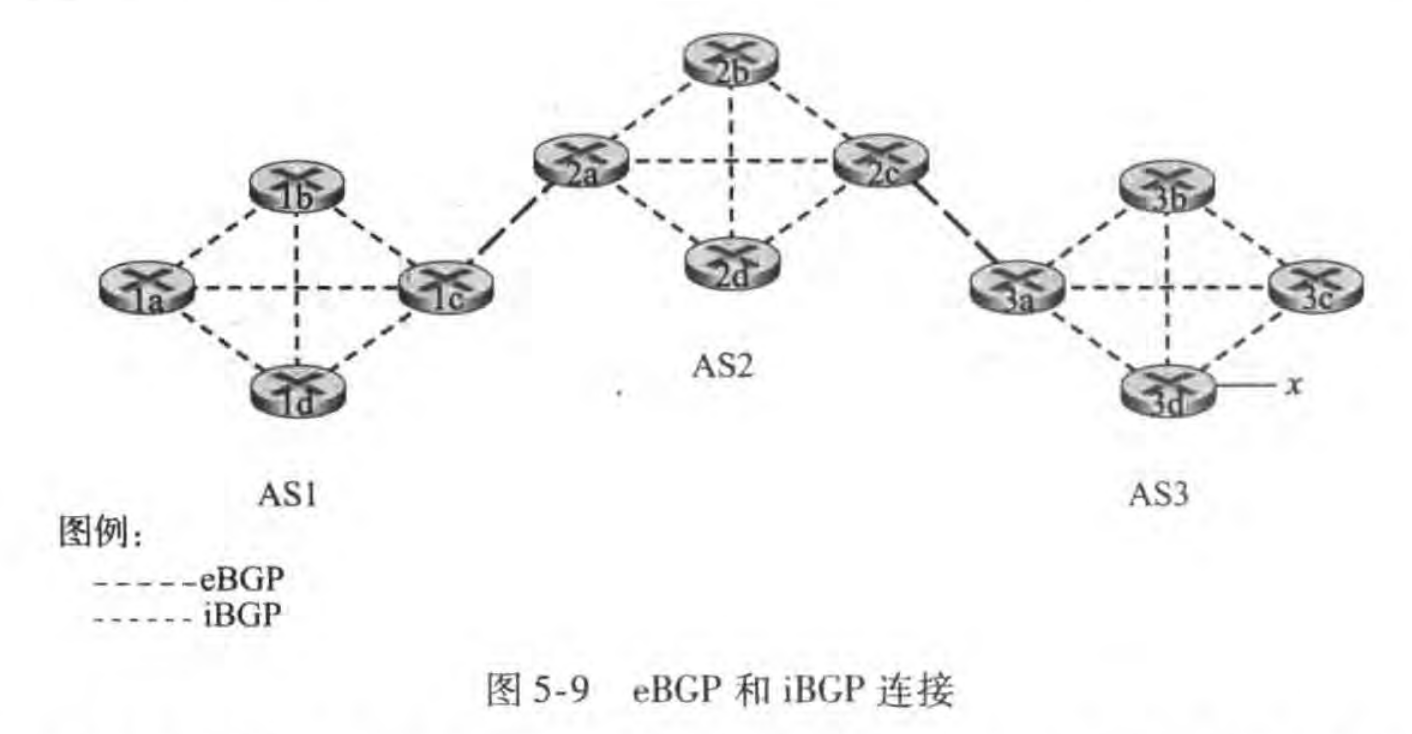 2b
2a
2c
1b
3b
1a
1c
2d
3a
3c
AS2
1d
3d
x
AS1
AS3
图例：
eBGP
iBGP
图 5-9 eBGP 和 iBGP 连接